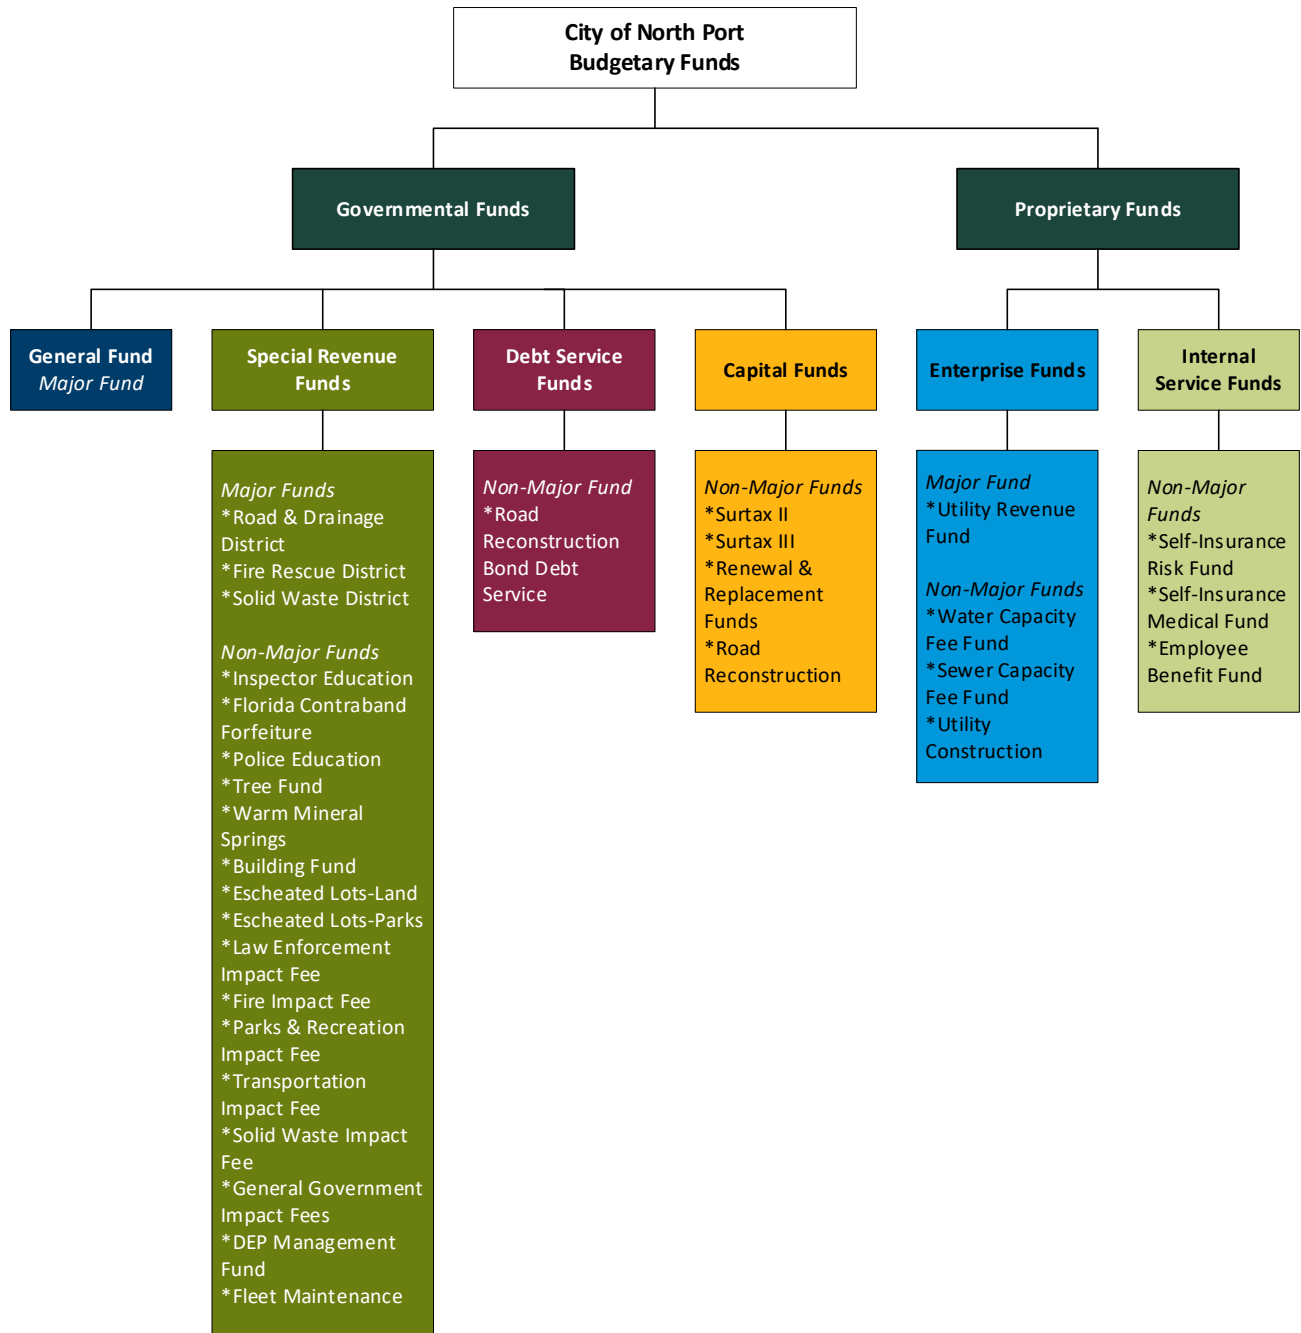 City of North Port
Budgetary Funds
Governmental Funds
Proprietary Funds
General Fund
Major Fund
Special Revenue
Funds
Debt Service
Funds
Capital Funds
Enterprise Funds
Internal
Service Funds
Major Funds
*Road & Drainage
District
*Fire Rescue District
*Solid Waste District
Non-Major Funds
*Inspector Education
*Florida Contraband
Forfeiture
*Police Education
*Tree Fund
*Warm Mineral
Springs
*Building Fund
*Escheated Lots-Land
*Escheated Lots-Parks
*Law Enforcement
Impact Fee
*Fire Impact Fee
*Parks & Recreation
Impact Fee
*Transportation
Impact Fee
*Solid Waste Impact
Fee
*General Government
Impact Fees
*DEP Management
Fund
*Fleet Maintenance
Non-Major Fund
*Road
Reconstruction
Bond Debt
Service
Non-Major Funds
*Surtax II
*Surtax III
*Renewal &
Replacement
Funds
*Road
Reconstruction
Major Fund
*Utility Revenue
Fund
Non-Major Funds
*Water Capacity
Fee Fund
*Sewer Capacity
Fee Fund
*Utility
Construction
Non-Major
Funds
*Self-Insurance
Risk Fund
*Self-Insurance
Medical Fund
*Employee
Benefit Fund